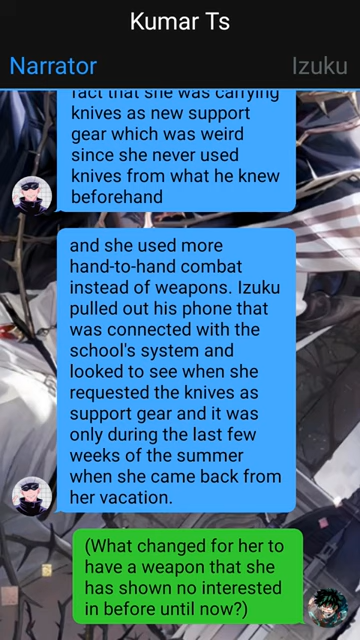 Kumar Ts
Narrator
Izuku
fact that she was carrying
knives as new support
gear which was weird
since she never used
knives from what he knew
beforehand
and she used more
hand-to-hand combat
instead of weapons. Izuku
pulled out his phone that
was connected with the
school's system and
looked to see when she
requested the knives as
support gear and it was
only during the last few
weeks of the summer
when she came back from
her vacation.
(What changed for her to
have a weapon that she
has shown no interested
in before until now?)